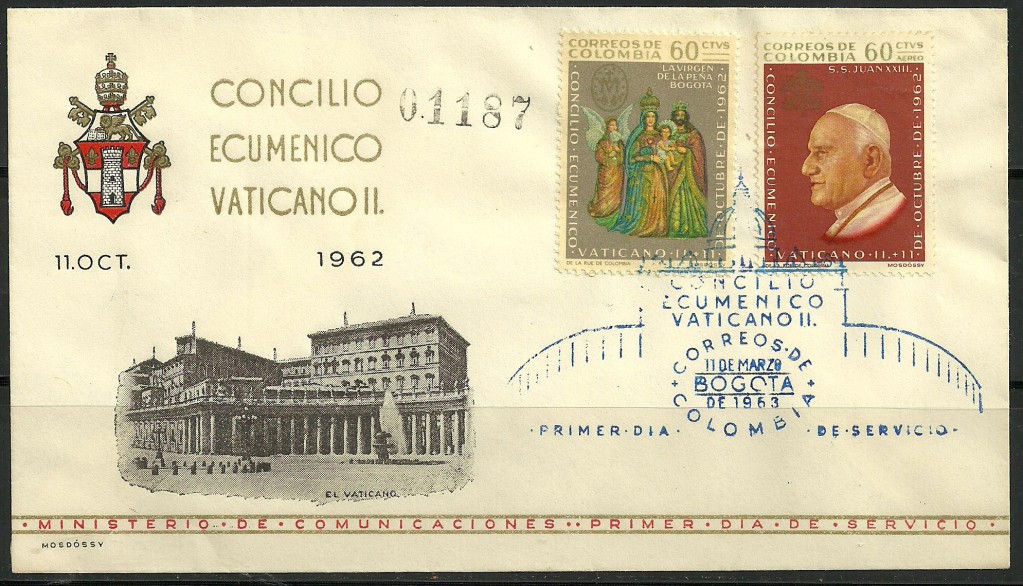 CONCILIO
ECUMENICO
VATICANO II.
01187
11.OCT. 1962
CORREOS DE
COLOMBIA 60 CTVS
LA VIRGEN
DE LA PEÑA
BOGOTA
CONCILIO · ECUMENICO
VATICANO · II · 11
DE OCTUBRE · DE 1962
DE LA RUE DE COLOMBIA
CORREOS DE
COLOMBIA 60 CTVS
AEREO
S.S. JUAN XXIII.
CONCILIO · ECUMENICO
VATICANO · II. + 11
DE OCTUBRE · DE 1962
MOSDÓSSY
CONCILIO
ECUMENICO
VATICANO II.
CORREOS · DE
11 DE MARZO
BOGOTA
DE 1963
COLOMBIA
· PRIMER · DIA · DE · SERVICIO ·
EL VATICANO.
· MINISTERIO · DE · COMUNICACIONES · · PRIMER · DIA · DE · SERVICIO ·
MOSDÓSSY